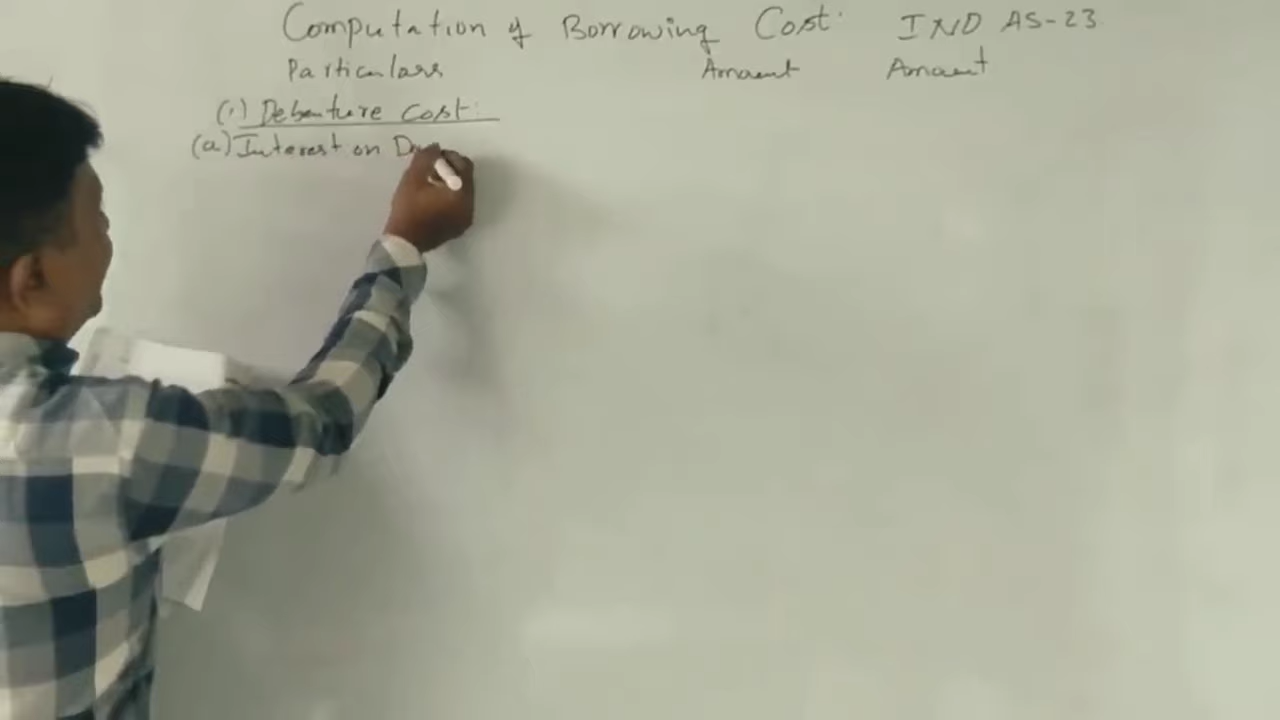 Computation of Borrowing Cost: IND AS-23
Particulars Amount Amount
(1) Debenture Cost:
(a) Interest on